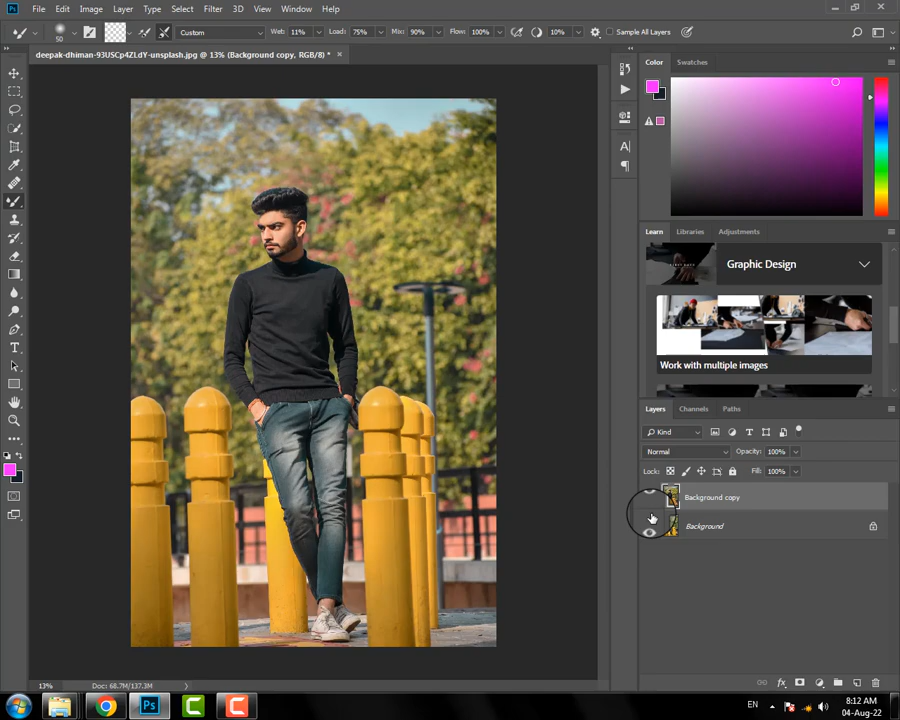 Ps File Edit Image Layer Type Select Filter 3D View Window Help
50 Custom Wet: 11% Load: 75% Mix: 90% Flow: 100% 10% Sample All Layers
deepak-dhiman-93USCp4ZLdY-unsplash.jpg @ 13% (Background copy, RGB/8) * ×
Color Swatches
Learn Libraries Adjustments
Graphic Design
Work with multiple images
Layers Channels Paths
Kind
Normal Opacity: 100%
Lock: Fill: 100%
Background copy
Background
13% Doc: 68.7M/137.3M
Ps C C EN 8:12 AM
04-Aug-22